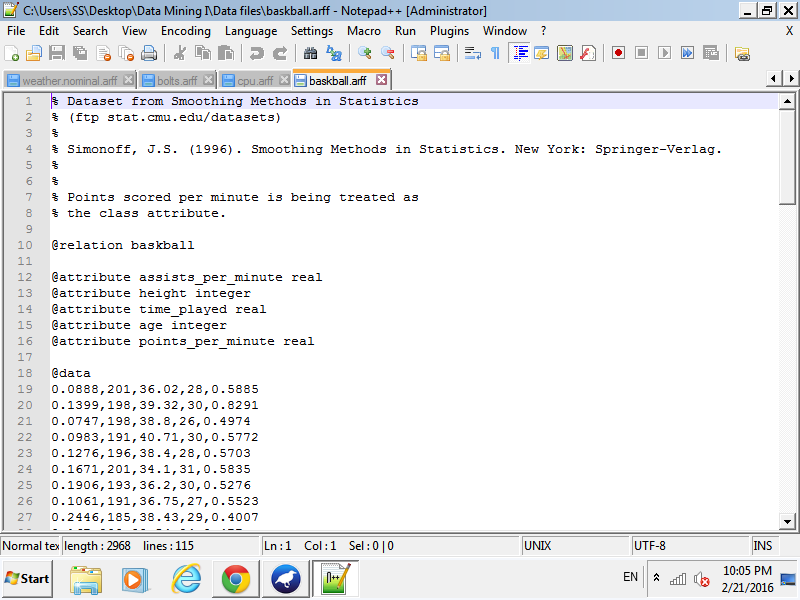 C:\Users\SS\Desktop\Data Mining I\Data files\baskball.arff - Notepad++ [Administrator]
File Edit Search View Encoding Language Settings Macro Run Plugins Window ? X
weather.nominal.arff bolts.arff cpu.arff baskball.arff
1 % Dataset from Smoothing Methods in Statistics
2 % (ftp stat.cmu.edu/datasets)
3 %
4 % Simonoff, J.S. (1996). Smoothing Methods in Statistics. New York: Springer-Verlag.
5 %
6 %
7 % Points scored per minute is being treated as
8 % the class attribute.
9
10 @relation baskball
11
12 @attribute assists_per_minute real
13 @attribute height integer
14 @attribute time_played real
15 @attribute age integer
16 @attribute points_per_minute real
17
18 @data
19 0.0888,201,36.02,28,0.5885
20 0.1399,198,39.32,30,0.8291
21 0.0747,198,38.8,26,0.4974
22 0.0983,191,40.71,30,0.5772
23 0.1276,196,38.4,28,0.5703
24 0.1671,201,34.1,31,0.5835
25 0.1906,193,36.2,30,0.5276
26 0.1061,191,36.75,27,0.5523
27 0.2446,185,38.43,29,0.4007
Normal tex length : 2968 lines : 115 Ln : 1 Col : 1 Sel : 0 | 0 UNIX UTF-8 INS
Start EN 10:05 PM
2/21/2016